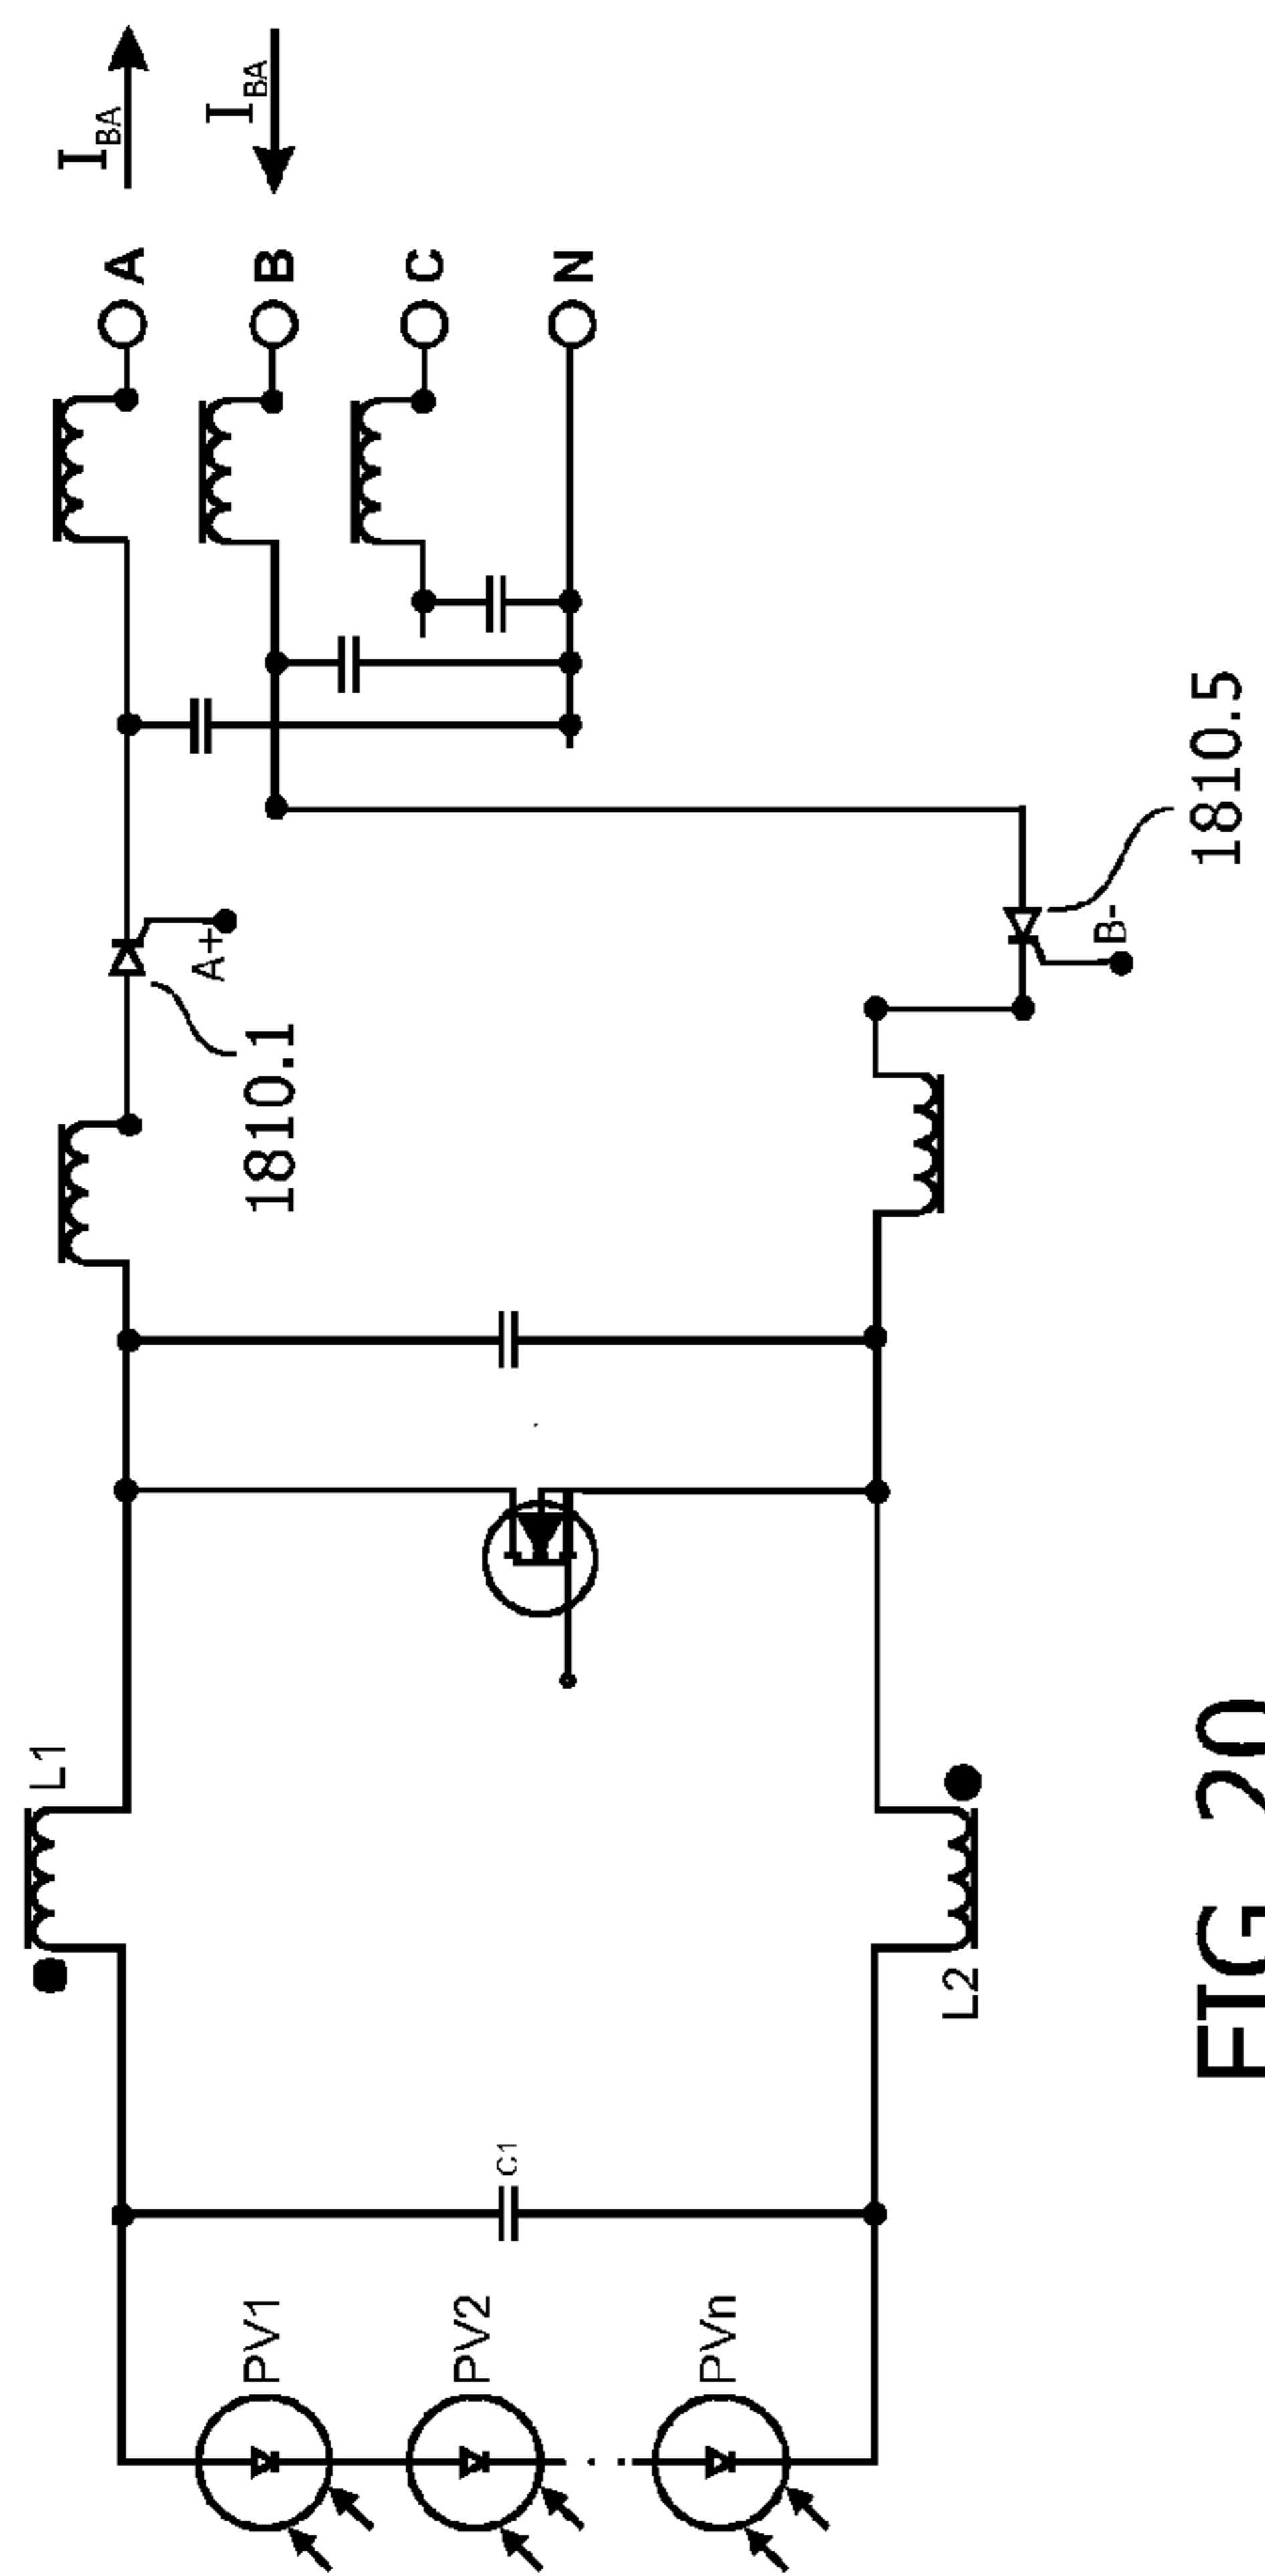 I_BA
I_BA
A
B
C
N
1810.1
A+
1810.5
B-
L1
L2
C1
PV1
PV2
PVn
FIG 20